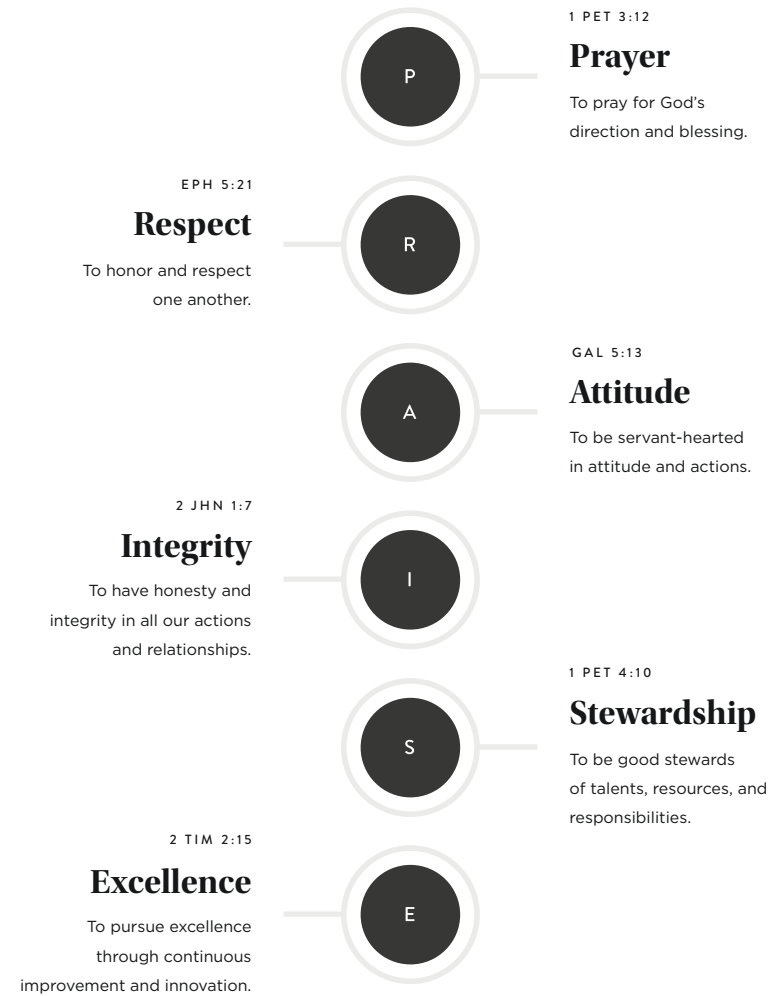 1 PET 3:12
P
Prayer
To pray for God’s
direction and blessing.
EPH 5:21
Respect
R
To honor and respect
one another.
GAL 5:13
A
Attitude
To be servant-hearted
in attitude and actions.
2 JHN 1:7
Integrity
I
To have honesty and
integrity in all our actions
and relationships.
1 PET 4:10
S
Stewardship
To be good stewards
of talents, resources, and
responsibilities.
2 TIM 2:15
Excellence
E
To pursue excellence
through continuous
improvement and innovation.